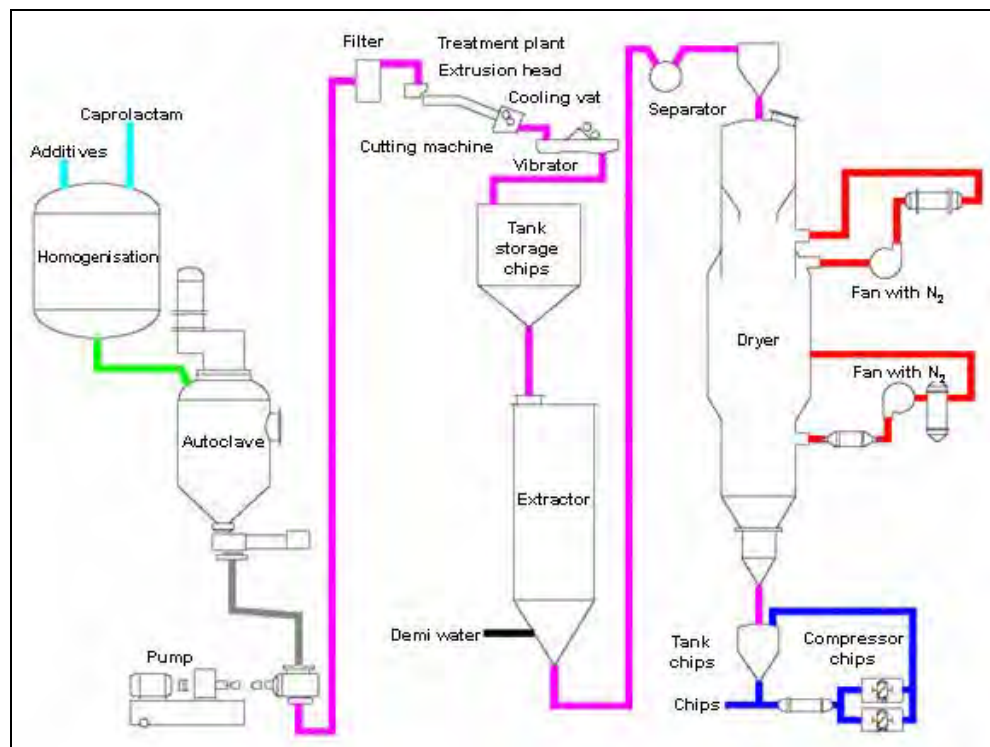 Filter
Treatment plant
Extrusion head
Cooling vat
Cutting machine
Vibrator
Separator
Caprolactam
Additives
Homogenisation
Tank
storage
chips
Fan with N2
Dryer
Fan with N2
Autoclave
Extractor
Demi water
Pump
Tank
chips
Compressor
chips
Chips